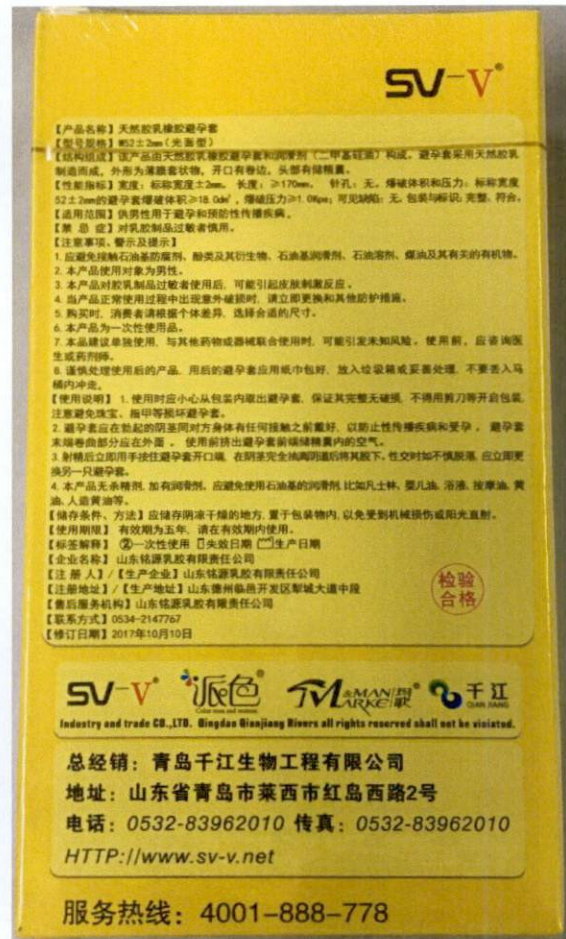 SV-V®
【产品名称】天然胶乳橡胶避孕套
【型号规格】W52±2mm(光面型)
【结构组成】该产品由天然胶乳橡胶避孕套和润滑剂（二甲基硅油）构成。避孕套采用天然胶乳
制造而成，外形为薄膜套状物，开口有卷边，头部有储精囊。
【性能指标】宽度：标称宽度±2mm。长度：≥170mm。 针孔：无。爆破体积和压力：标称宽度
52±2mm的避孕套爆破体积≥18.0dm³，爆破压力≥1.0Kpa；可见缺陷：无。包装与标识：完整、符合。
【适用范围】供男性用于避孕和预防性传播疾病。
【禁 忌 症】对乳胶制品过敏者慎用。
【注意事项、警示及提示】
1.应避免接触石油基防腐剂、酚类及其衍生物、石油基润滑剂、石油溶剂、煤油及其有关的有机物。
2.本产品使用对象为男性。
3.本产品对胶乳制品过敏者使用后，可能引起皮肤刺激反应。
4.当产品正常使用过程中出现意外破损时，请立即更换和其他防护措施。
5.购买时，消费者请根据个体差异，选择合适的尺寸。
6.本产品为一次性使用品。
7.本品建议单独使用，与其他药物或器械联合使用时，可能引发未知风险。使用前，应咨询医
生或药剂师。
8.谨慎处理使用后的产品，用后的避孕套应用纸巾包好，放入垃圾箱或妥善处理，不要丢入马
桶内冲走。
【使用说明】1.使用时应小心从包装内取出避孕套，保证其完整无破损，不得用剪刀等开启包装，
注意避免珠宝、指甲等损坏避孕套。
2.避孕套应在勃起的阴茎同对方身体有任何接触之前戴好，以防止性传播疾病和受孕。避孕套
末端卷曲部分应在外面。 使用前挤出避孕套前端储精囊内的空气。
3.射精后立即用手按住避孕套开口端，在阴茎完全抽离阴道后将其脱下。性交时如不慎脱落，应立即更
换另一只避孕套。
4.本产品无杀精剂，加有润滑剂。应避免使用石油基的润滑剂，比如凡士林、婴儿油、浴液、按摩油、黄
油、人造黄油等。
【储存条件、方法】应储存阴凉干燥的地方，置于包装物内，以免受到机械损伤或阳光直射。
【使用期限】 有效期为五年，请在有效期内使用。
【标签解释】 ②一次性使用 失效日期 生产日期
【企业名称】 山东铭源乳胶有限责任公司
【注 册 人】/【生产企业】山东铭源乳胶有限责任公司
【注册地址】/【生产地址】山东德州临邑开发区犁城大道中段
【售后服务机构】山东铭源乳胶有限责任公司
【联系方式】0534-2147767
【修订日期】2017年10月10日
检验
合格
SV-V® 派色® Color man and woman MAN MARKE 玛歌® 千江 QIAN JIANG
Industry and trade CO.,LTD. Qingdao Qianjiang Rivers all rights reserved shall not be violated.
总经销：青岛千江生物工程有限公司
地址：山东省青岛市莱西市红岛西路2号
电话：0532-83962010 传真：0532-83962010
HTTP://www.sv-v.net
服务热线：4001-888-778